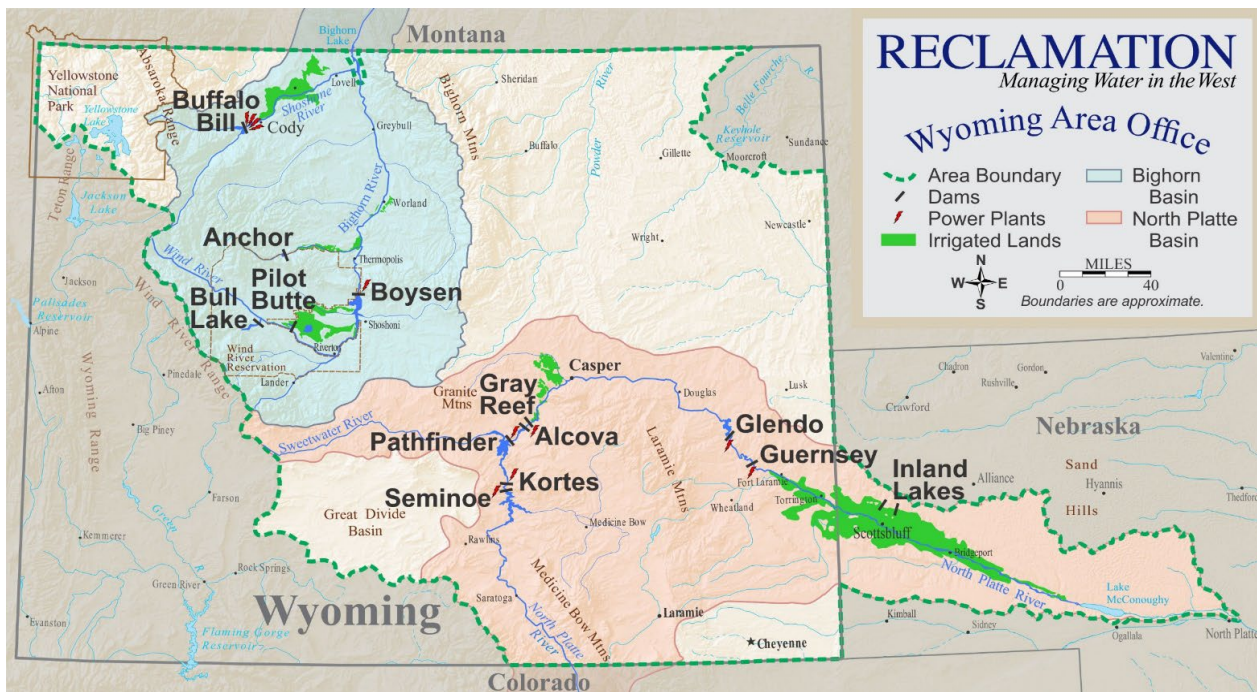 RECLAMATION
Managing Water in the West
Wyoming Area Office
Area Boundary
Dams
Power Plants
Irrigated Lands
Bighorn
Basin
North Platte
Basin
N
W E
S
MILES
0 40
Boundaries are approximate.
Montana
Bighorn
Lake
Yellowstone
National
Park
Yellowstone
Lake
Absaroka Range
Buffalo
Bill
Cody
Shoshone
River
Lovell
Greybull
Bighorn Mtns
Sheridan
Buffalo
Powder
River
Gillette
Belle Fourche
R
Keyhole
Reservoir
Moorcroft
Sundance
Newcastle
Wright
Teton Range
Jackson
Lake
Jackson
Palisades
Reservoir
Alpine
Bighorn River
Worland
Anchor
Thermopolis
Wind River
Pilot
Butte
Bull
Lake
Boysen
Shoshoni
Riverton
Wind
River
Reservation
Lander
Wind River Range
Wyoming Range
Afton
Pinedale
Big Piney
Farson
Kemmerer
Green
R
Green River
Rock Springs
Evanston
Flaming Gorge
Reservoir
Wyoming
Granite
Mtns
Sweetwater River
Gray
Reef
Casper
Pathfinder
Alcova
Kortes
Seminoe
Great Divide
Basin
Rawlins
Saratoga
North
Platte
River
Medicine Bow Mtns
Medicine Bow
Laramie Mtns
Laramie
Cheyenne
Colorado
Douglas
Lusk
Glendo
Guernsey
Fort Laramie
Wheatland
Torrington
Inland
Lakes
Scottsbluff
Bridgeport
North Platte River
Lake
McConoughy
Ogallala
North Platte
Kimball
Sidney
Nebraska
Sand
Hills
Alliance
Hyannis
Thedford
Chadron
Gordon
Rushville
Crawford
Valentine